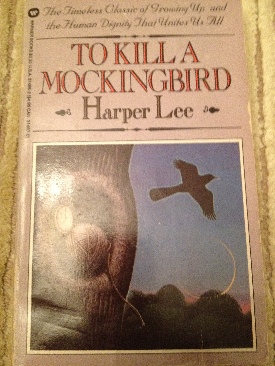 The Timeless Classic of Growing Up and
the Human Dignity That Unites Us All
TO KILL A
MOCKINGBIRD
Harper Lee